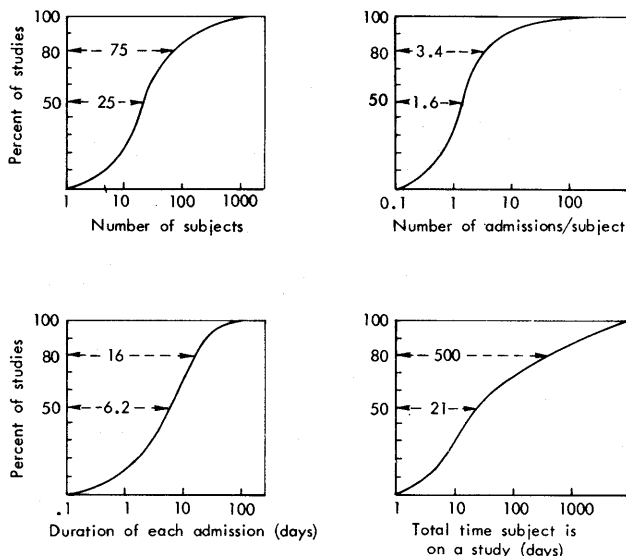 100
80
50
75
25
1 10 100 1000
Percent of studies
Number of subjects
100
80
50
3.4
1.6
0.1 1 10 100
Number of admissions/subject
100
80
50
16
6.2
.1 1 10 100
Percent of studies
Duration of each admission (days)
100
80
50
500
21
1 10 100 1000
Total time subject is
on a study (days)